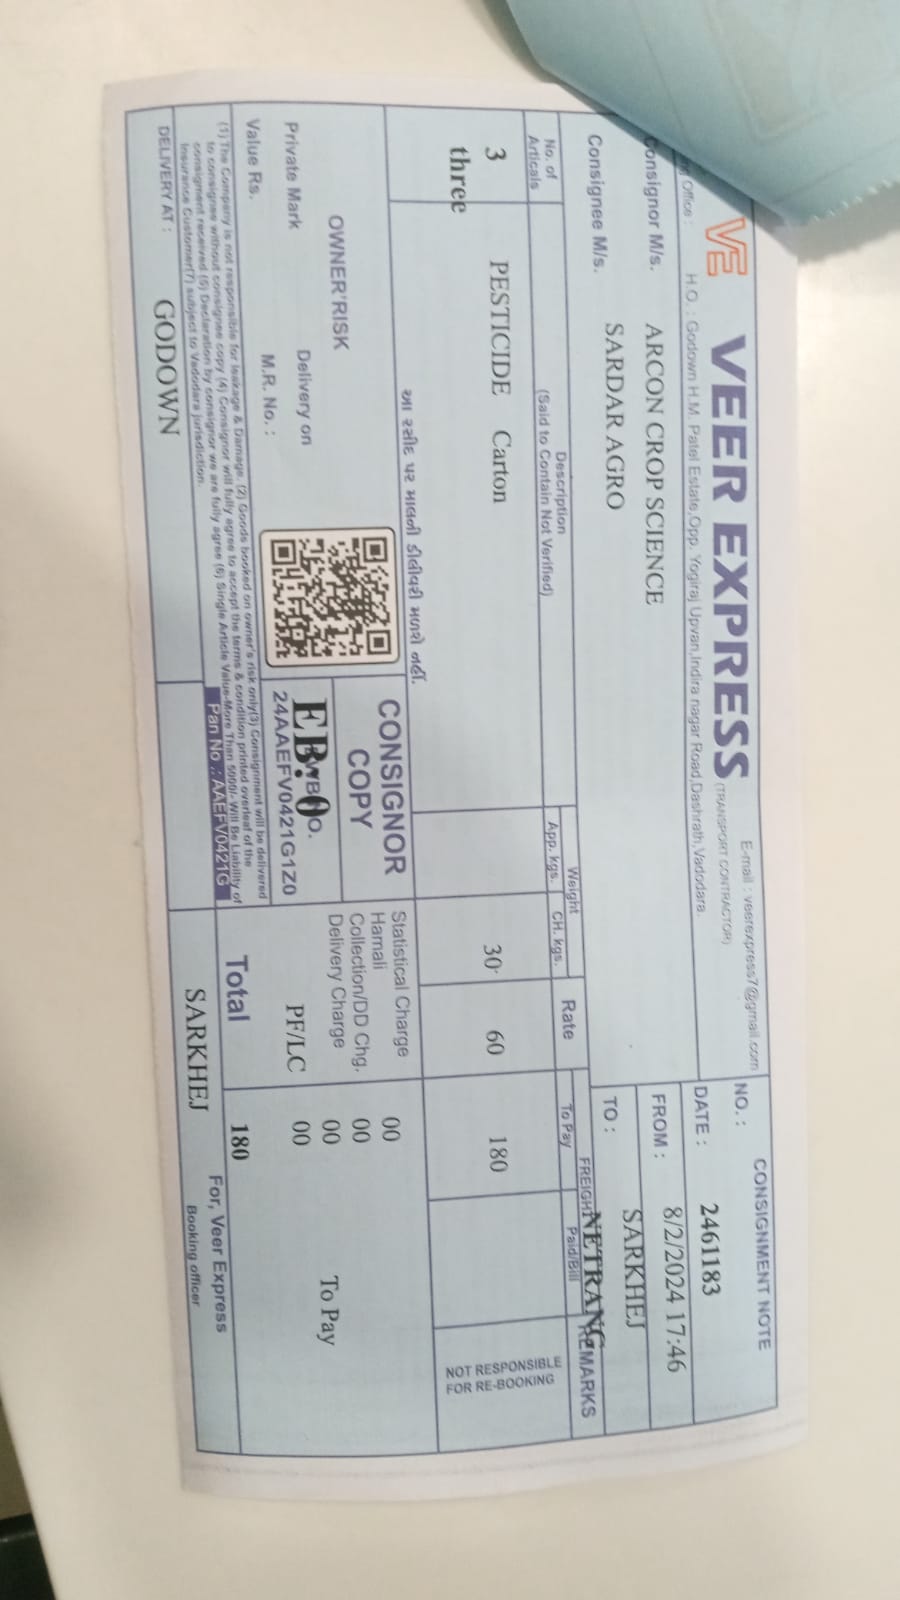 CONSIGNMENT NOTE
E-mail : veerexpress7@gmail.com
VE VEER EXPRESS (TRANSPORT CONTRACTOR)
Office : H.O. : Godown H.M. Patel Estate,Opp. Yogiraj Upvan,Indira nagar Road,Dashrath,Vadodara.
NO. : 2461183
DATE : 8/2/2024 17:46
FROM : SARKHEJ
TO : NETRANG
Consignor M/s. ARCON CROP SCIENCE
Consignee M/s. SARDAR AGRO
No. of Articals
Description
(Said to Contain Not Verified)
Weight
App. kgs. CH. kgs.
Rate
FREIGHT
To Pay Paid/Bill
REMARKS
3 PESTICIDE Carton 30 60 180
three
NOT RESPONSIBLE
FOR RE-BOOKING
આ રસીદ પર માલની ડીલીવરી મળશે નહીં.
OWNER'RISK
Private Mark Delivery on
Value Rs. M.R. No. :
CONSIGNOR
COPY
EB:0
24AAEFV0421G1Z0
Statistical Charge 00
Hamali 00
Collection/DD Chg. 00
Delivery Charge 00
PF/LC
To Pay
Total 180
(1) The Company is not responsible for leakage & Damage. (2) Goods booked on owner's risk only(3) Consignment will be delivered
to consignee without consignee copy (4) Consignor will fully agree to accept the terms & condition printed overleaf of the
consigment received (5) Declaration by consignor we are fully agree (6) Single Article Value-More Than 5000/- Will Be Liability of
Insurance Customer(7) subject to Vadodara jurisdiction.
Pan No .: AAEFV0421G
DELIVERY AT : GODOWN
SARKHEJ
For, Veer Express
Booking officer